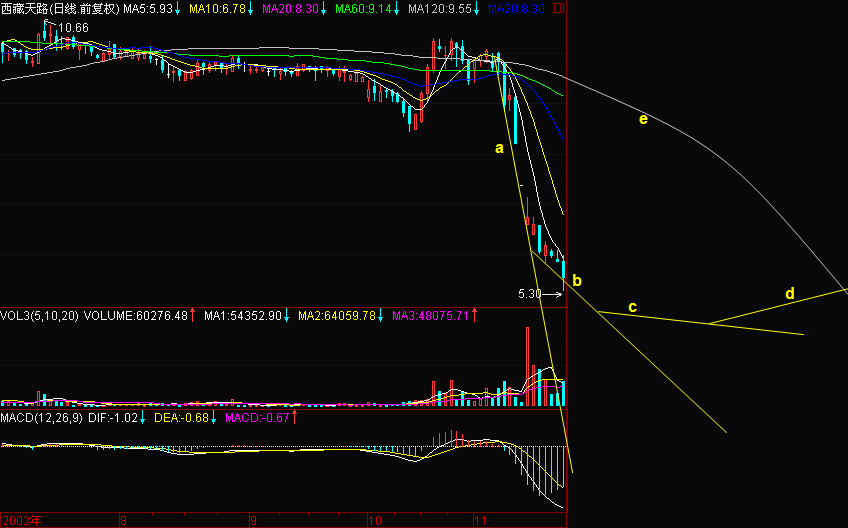 西藏天路(日线.前复权) MA5:5.93↓ MA10:6.78↓ MA20:8.30↓ MA60:9.14↓ MA120:9.55↓ MA20:8.30
10.66
e
a
b
d
5.30
c
VOL3(5,10,20) VOLUME:60276.48↑ MA1:54352.90↓ MA2:64059.78↓ MA3:48075.71↑
MACD(12,26,9) DIF:-1.02↓ DEA:-0.68↓ MACD:-0.67↑
2002年 8 9 10 11